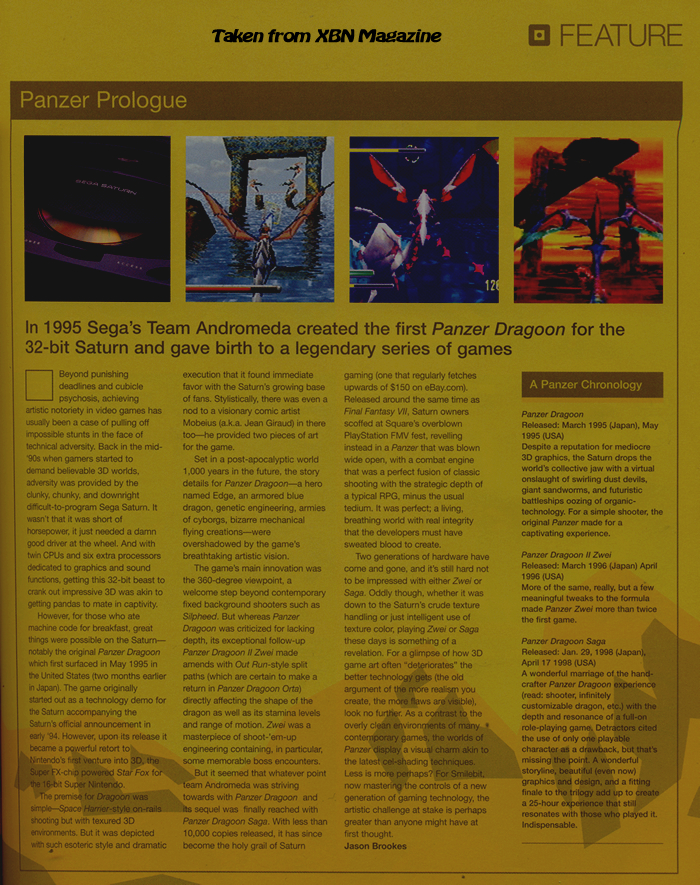 Taken from XBN Magazine
FEATURE
Panzer Prologue
SEGA SATURN
126
In 1995 Sega's Team Andromeda created the first Panzer Dragoon for the
32-bit Saturn and gave birth to a legendary series of games
Beyond punishing
deadlines and cubicle
psychosis, achieving
artistic notoriety in video games has
usually been a case of pulling off
impossible stunts in the face of
technical adversity. Back in the mid-
'90s when gamers started to
demand believable 3D worlds,
adversity was provided by the
clunky, chunky, and downright
difficult-to-program Sega Saturn. It
wasn't that it was short of
horsepower, it just needed a damn
good driver at the wheel. And with
twin CPUs and six extra processors
dedicated to graphics and sound
functions, getting this 32-bit beast to
crank out impressive 3D was akin to
getting pandas to mate in captivity.
However, for those who ate
machine code for breakfast, great
things were possible on the Saturn—
notably the original Panzer Dragoon
which first surfaced in May 1995 in
the United States (two months earlier
in Japan). The game originally
started out as a technology demo for
the Saturn accompanying the
Saturn's official announcement in
early '94. However, upon its release it
became a powerful retort to
Nintendo's first venture into 3D, the
Super FX-chip powered Star Fox for
the 16-bit Super Nintendo.
The premise for Dragoon was
simple—Space Harrier-style on-rails
shooting but with texured 3D
environments. But it was depicted
with such esoteric style and dramatic
execution that it found immediate
favor with the Saturn's growing base
of fans. Stylistically, there was even a
nod to a visionary comic artist
Mobeius (a.k.a. Jean Giraud) in there
too—he provided two pieces of art
for the game.
Set in a post-apocalyptic world
1,000 years in the future, the story
details for Panzer Dragoon—a hero
named Edge, an armored blue
dragon, genetic engineering, armies
of cyborgs, bizarre mechanical
flying creations—were
overshadowed by the game's
breathtaking artistic vision.
The game's main innovation was
the 360-degree viewpoint, a
welcome step beyond contemporary
fixed background shooters such as
Silpheed. But whereas Panzer
Dragoon was criticized for lacking
depth, its exceptional follow-up
Panzer Dragoon II Zwei made
amends with Out Run-style split
paths (which are certain to make a
return in Panzer Dragoon Orta)
directly affecting the shape of the
dragon as well as its stamina levels
and range of motion. Zwei was a
masterpiece of shoot-'em-up
engineering containing, in particular,
some memorable boss encounters.
But it seemed that whatever point
team Andromeda was striving
towards with Panzer Dragoon and
its sequel was finally reached with
Panzer Dragoon Saga. With less than
10,000 copies released, it has since
become the holy grail of Saturn
gaming (one that regularly fetches
upwards of $150 on eBay.com).
Released around the same time as
Final Fantasy VII, Saturn owners
scoffed at Square's overblown
PlayStation FMV fest, revelling
instead in a Panzer that was blown
wide open, with a combat engine
that was a perfect fusion of classic
shooting with the strategic depth of
a typical RPG, minus the usual
tedium. It was perfect; a living,
breathing world with real integrity
that the developers must have
sweated blood to create.
Two generations of hardware have
come and gone, and it's still hard not
to be impressed with either Zwei or
Saga. Oddly though, whether it was
down to the Saturn's crude texture
handling or just intelligent use of
texture color, playing Zwei or Saga
these days is something of a
revelation. For a glimpse of how 3D
game art often "deteriorates" the
better technology gets (the old
argument of the more realism you
create, the more flaws are visible),
look no further. As a contrast to the
overly clean environments of many
contemporary games, the worlds of
Panzer display a visual charm akin to
the latest cel-shading techniques.
Less is more perhaps? For Smilebit,
now mastering the controls of a new
generation of gaming technology, the
artistic challenge at stake is perhaps
greater than anyone might have at
first thought.
Jason Brookes
A Panzer Chronology
Panzer Dragoon
Released: March 1995 (Japan), May
1995 (USA)
Despite a reputation for mediocre
3D graphics, the Saturn drops the
world's collective jaw with a virtual
onslaught of swirling dust devils,
giant sandworms, and futuristic
battleships oozing of organic-
technology. For a simple shooter, the
original Panzer made for a
captivating experience.
Panzer Dragoon II Zwei
Released: March 1996 (Japan) April
1996 (USA)
More of the same, really, but a few
meaningful tweaks to the formula
made Panzer Zwei more than twice
the first game.
Panzer Dragoon Saga
Released: Jan. 29, 1998 (Japan),
April 17 1998 (USA)
A wonderful marriage of the hand-
crafter Panzer Dragoon experience
(read: shooter, infinitely
customizable dragon, etc.) with the
depth and resonance of a full-on
role-playing game. Detractors cited
the use of only one playable
character as a drawback, but that's
missing the point. A wonderful
storyline, beautiful (even now)
graphics and design, and a fitting
finale to the trilogy add up to create
a 25-hour experience that still
resonates with those who played it.
Indispensable.